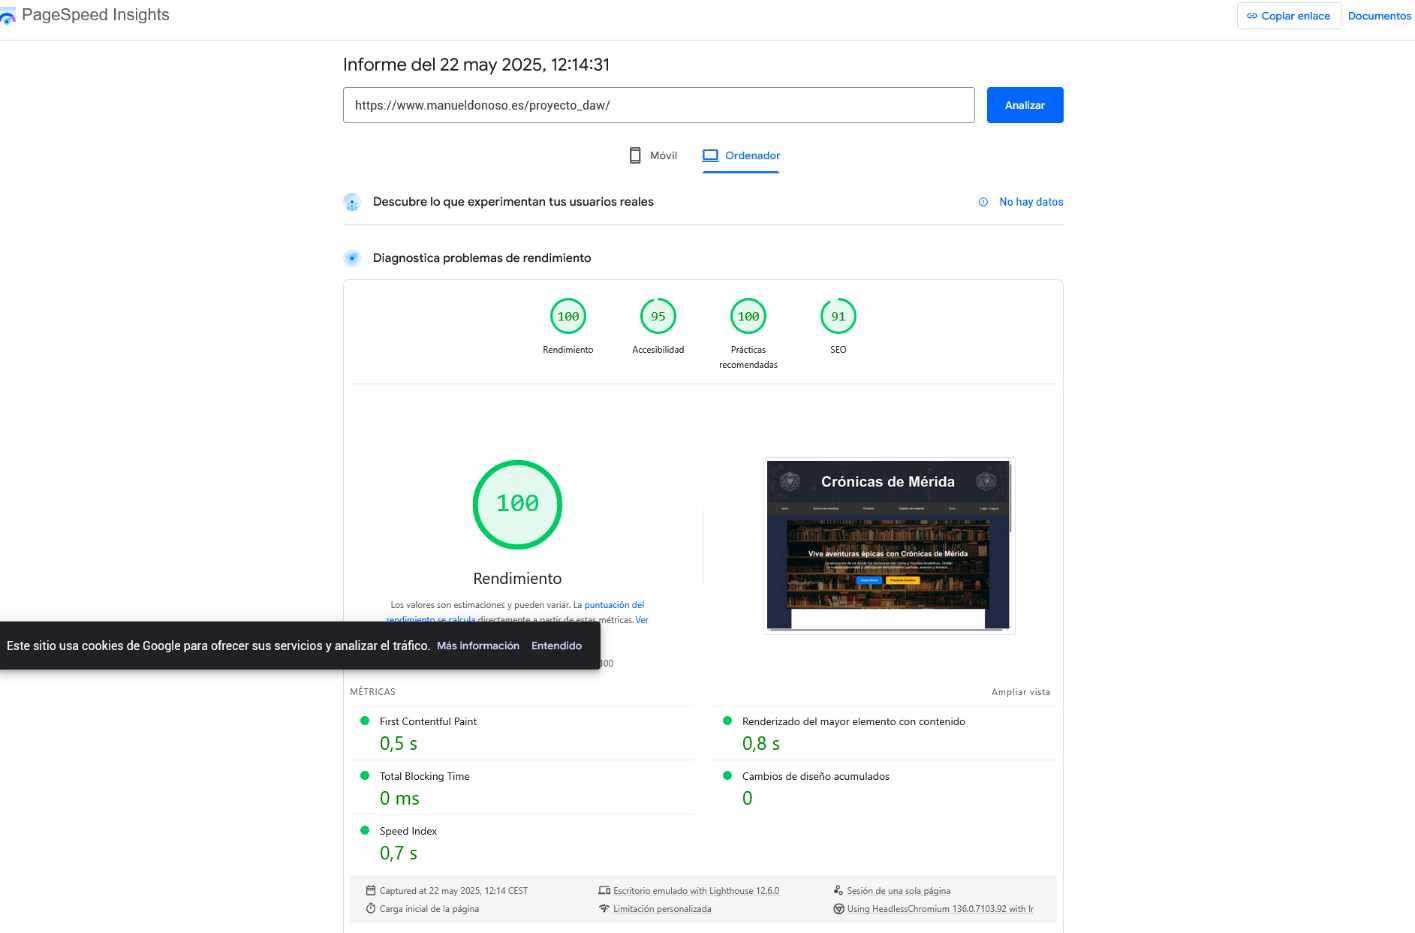 PageSpeed Insights
Copiar enlace
Documentos
Informe del 22 may 2025, 12:14:31
https://www.manueldonoso.es/proyecto_daw/
Analizar
Móvil
Ordenador
Descubre lo que experimentan tus usuarios reales
No hay datos
Diagnostica problemas de rendimiento
100
95
100
91
Rendimiento
Accesibilidad
Prácticas
recomendadas
SEO
100
Rendimiento
Los valores son estimaciones y pueden variar. La puntuación del
rendimiento se calcula directamente a partir de estas métricas. Ver
Crónicas de Mérida
Inicio
Eventos
Foro
Login
Vive aventuras épicas con Crónicas de Mérida
Este sitio usa cookies de Google para ofrecer sus servicios y analizar el tráfico. Más información Entendido
100
MÉTRICAS
Ampliar vista
First Contentful Paint
0,5 s
Renderizado del mayor elemento con contenido
0,8 s
Total Blocking Time
0 ms
Cambios de diseño acumulados
0
Speed Index
0,7 s
Captured at 22 may 2025, 12:14 CEST
Escritorio emulado with Lighthouse 12.6.0
Sesión de una sola página
Carga inicial de la página
Limitación personalizada
Using HeadlessChromium 136.0.7103.92 with lr